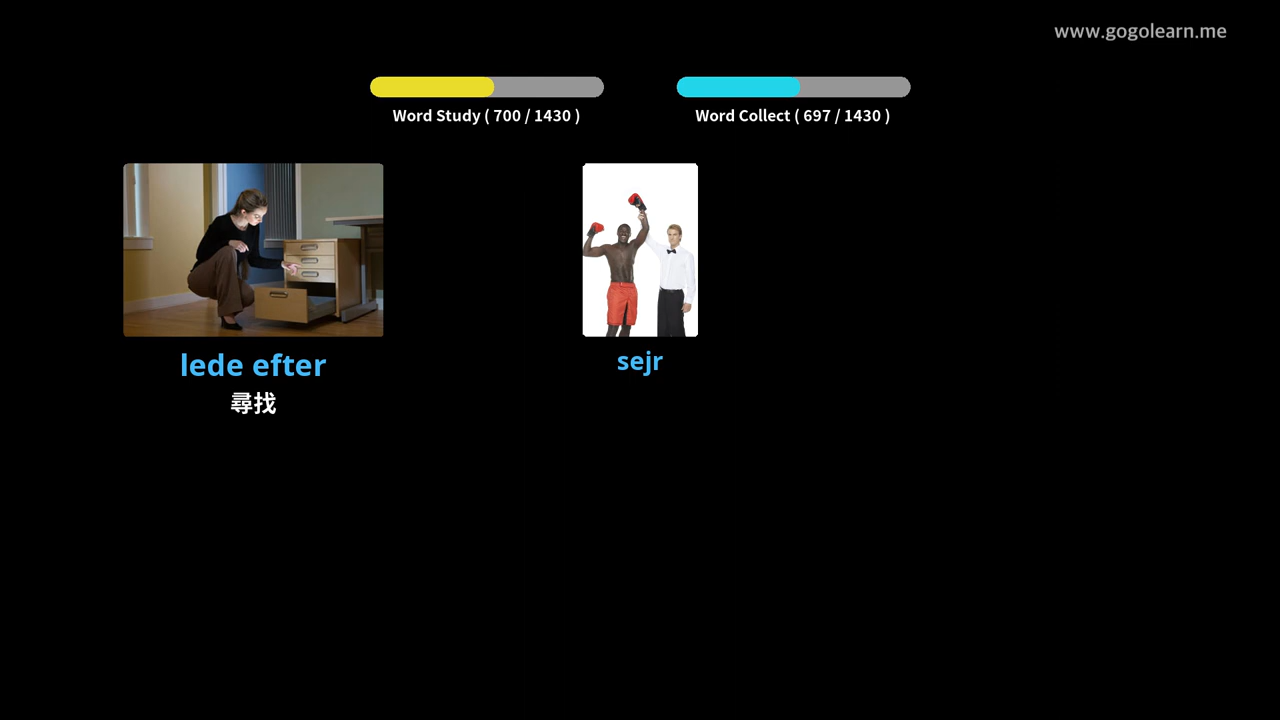 www.gogolearn.me
Word Study ( 700 / 1430 )
Word Collect ( 697 / 1430 )
lede efter
尋找
sejr